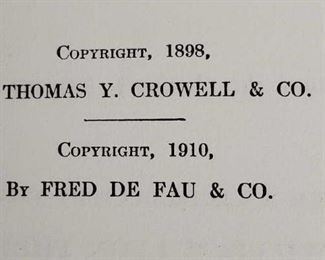 Copyright, 1898,
THOMAS Y. CROWELL & CO.
Copyright, 1910,
By FRED DE FAU & CO.